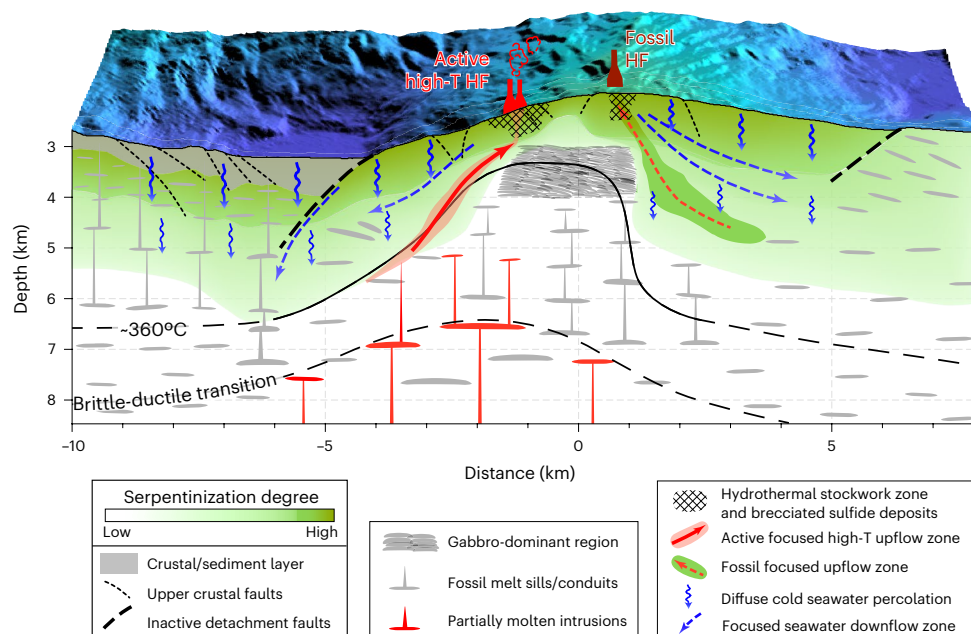 Active
high-T HF
Fossil
HF
3
4
5
6
7
8
Depth (km)
~360ºC
Brittle-ductile transition
-10
-5
0
5
Distance (km)
Serpentinization degree
Low
High
Crustal/sediment layer
Upper crustal faults
Inactive detachment faults
Gabbro-dominant region
Fossil melt sills/conduits
Partially molten intrusions
Hydrothermal stockwork zone
and brecciated sulfide deposits
Active focused high-T upflow zone
Fossil focused upflow zone
Diffuse cold seawater percolation
Focused seawater downflow zone